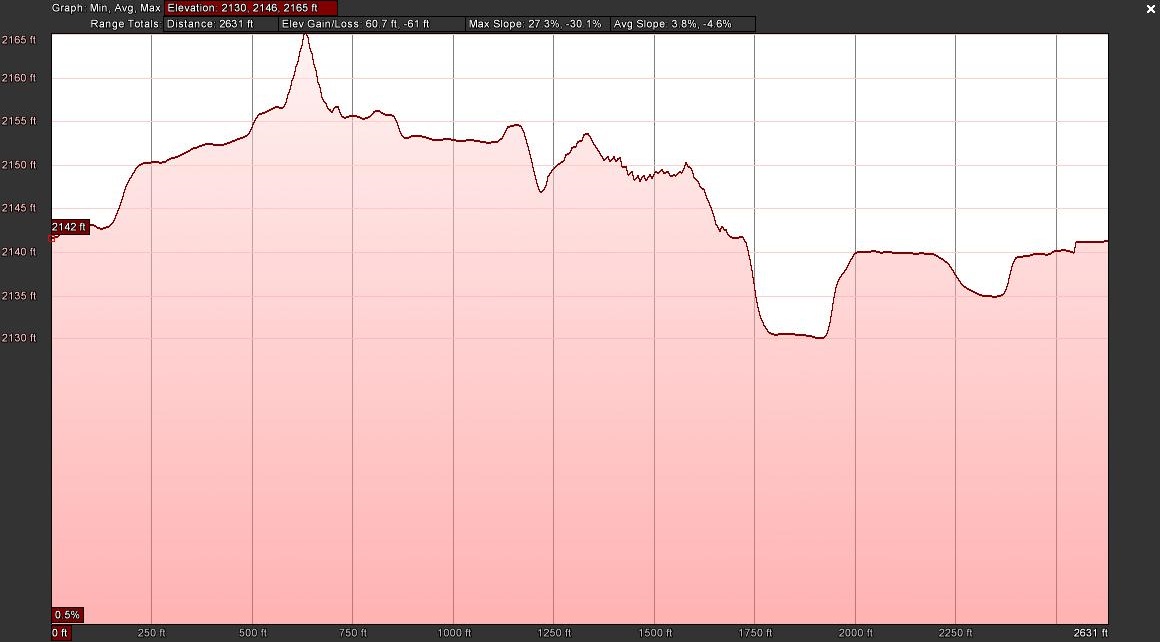 Graph: Min, Avg, Max Elevation: 2130, 2146, 2165 ft
Range Totals: Distance: 2631 ft Elev Gain/Loss: 60.7 ft, -61 ft Max Slope: 27.3%, -30.1% Avg Slope: 3.8%, -4.6%
2165 ft
2160 ft
2155 ft
2150 ft
2145 ft
2142 ft
2140 ft
2135 ft
2130 ft
0.5%
0 ft 250 ft 500 ft 750 ft 1000 ft 1250 ft 1500 ft 1750 ft 2000 ft 2250 ft 2631 ft